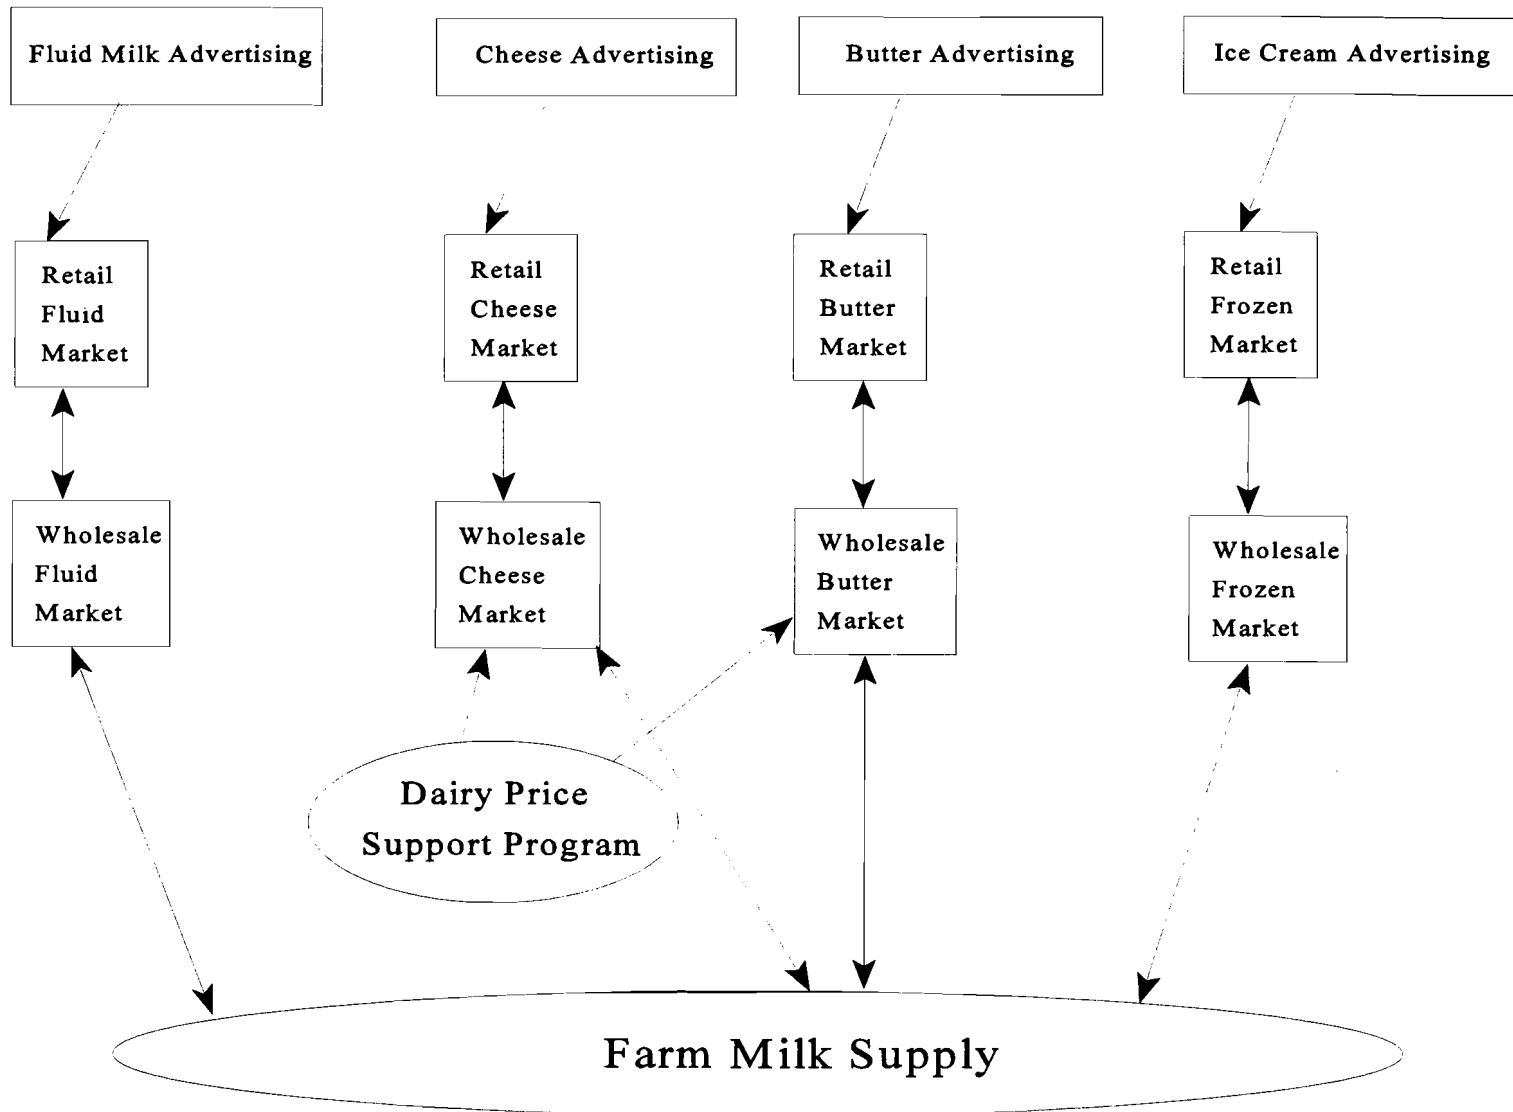 Fluid Milk Advertising
Cheese Advertising
Butter Advertising
Ice Cream Advertising
Retail
Fluid
Market
Retail
Cheese
Market
Retail
Butter
Market
Retail
Frozen
Market
Wholesale
Fluid
Market
Wholesale
Cheese
Market
Wholesale
Butter
Market
Wholesale
Frozen
Market
Dairy Price
Support Program
Farm Milk Supply